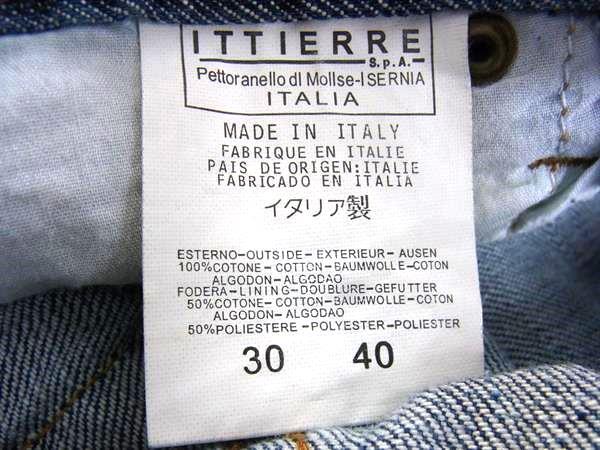 ITTIERRE
S.p.A.
Pettoranello di Mollse-ISERNIA
ITALIA
MADE IN ITALY
FABRIQUE EN ITALIE
PAIS DE ORIGEN:ITALIE
FABRICADO EN ITALIA
イタリア製
ESTERNO-OUTSIDE-EXTERIEUR-AUSEN
100%COTONE-COTTON-BAUMWOLLE-COTON
ALGODON-ALGODAO
FODERA-LINING-DOUBLURE-GEFUTTER
50%COTONE-COTTON-BAUMWOLLE-COTON
ALGODON-ALGODAO
50%POLIESTERE-POLYESTER-POLIESTER
30 40